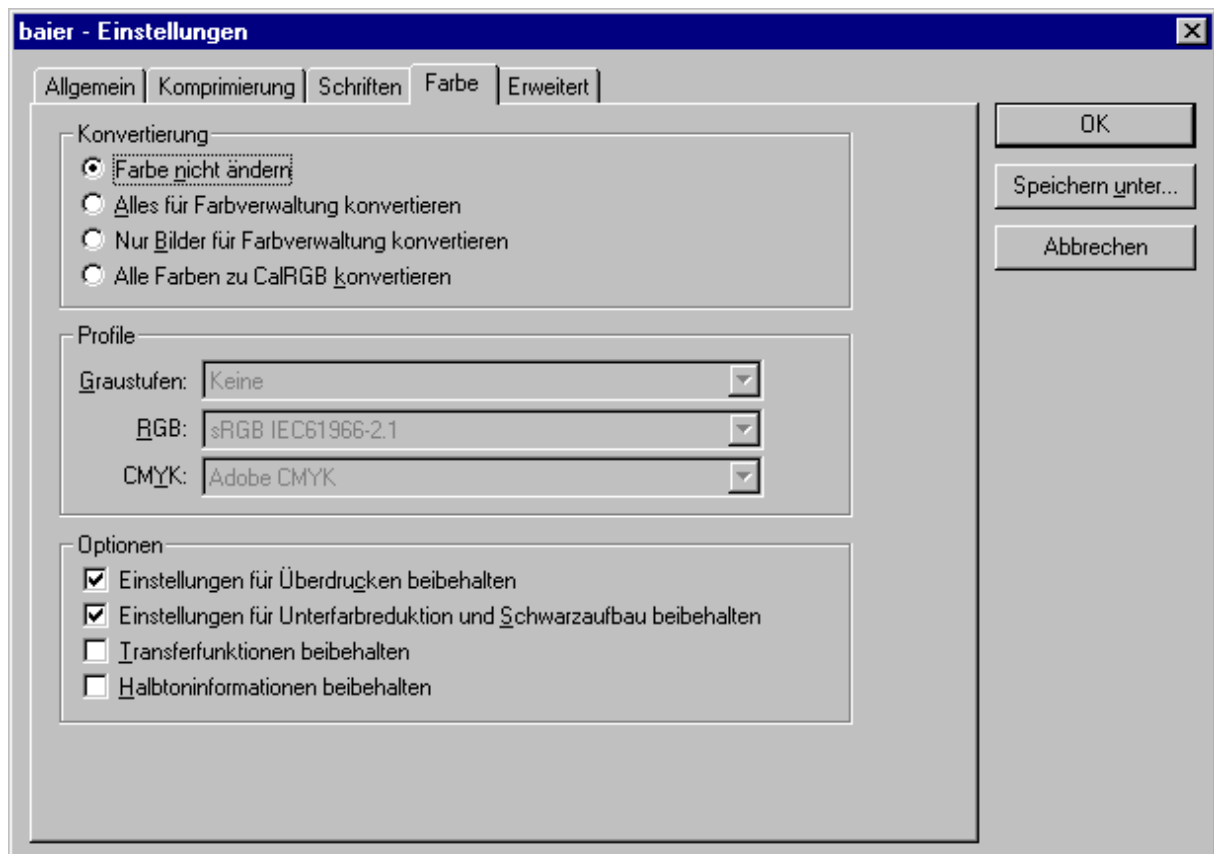 baier - Einstellungen
Allgemein Komprimierung Schriften Farbe Erweitert
Konvertierung
Farbe nicht ändern
Alles für Farbverwaltung konvertieren
Nur Bilder für Farbverwaltung konvertieren
Alle Farben zu CalRGB konvertieren
Profile
Graustufen: Keine
RGB: sRGB IEC61966-2.1
CMYK: Adobe CMYK
Optionen
Einstellungen für Überdrucken beibehalten
Einstellungen für Unterfarbreduktion und Schwarzaufbau beibehalten
Transferfunktionen beibehalten
Halbtoninformationen beibehalten
OK
Speichern unter...
Abbrechen